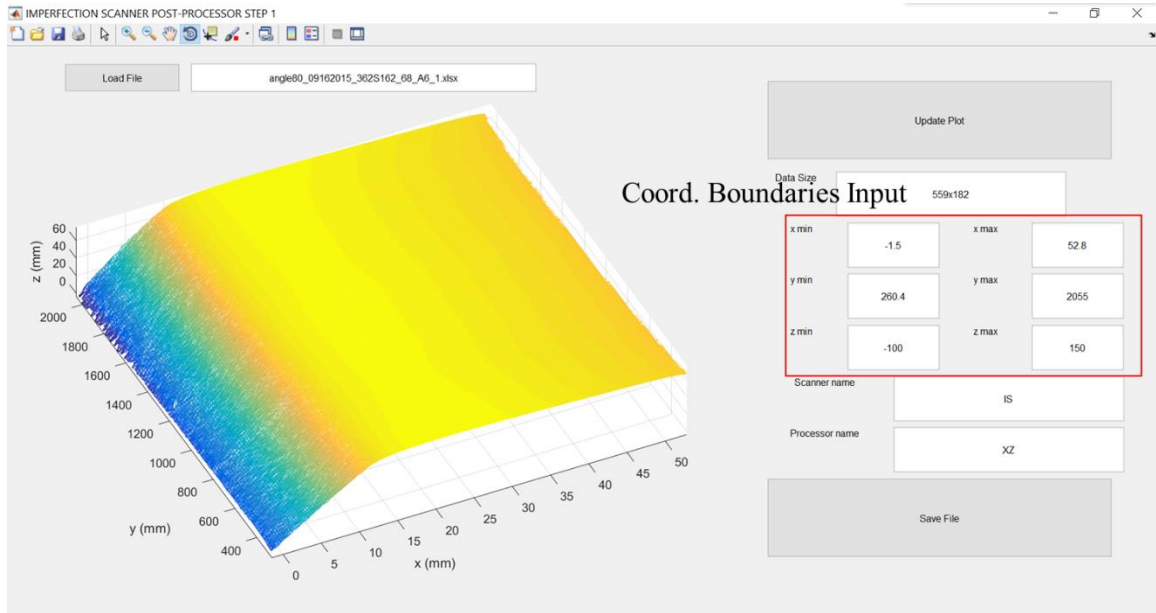 IMPERFECTION SCANNER POST-PROCESSOR STEP 1
Load File
angle80_09162015_362S162_68_A6_1.xlsx
Update Plot
Data Size
559x182
Coord. Boundaries Input
x min
-1.5
x max
52.8
y min
260.4
y max
2055
z min
-100
z max
150
Scanner name
IS
Processor name
XZ
Save File
z (mm)
60
40
20
0
2000
1800
1600
1400
1200
1000
800
600
400
y (mm)
0
5
10
15
20
25
30
35
40
45
50
x (mm)